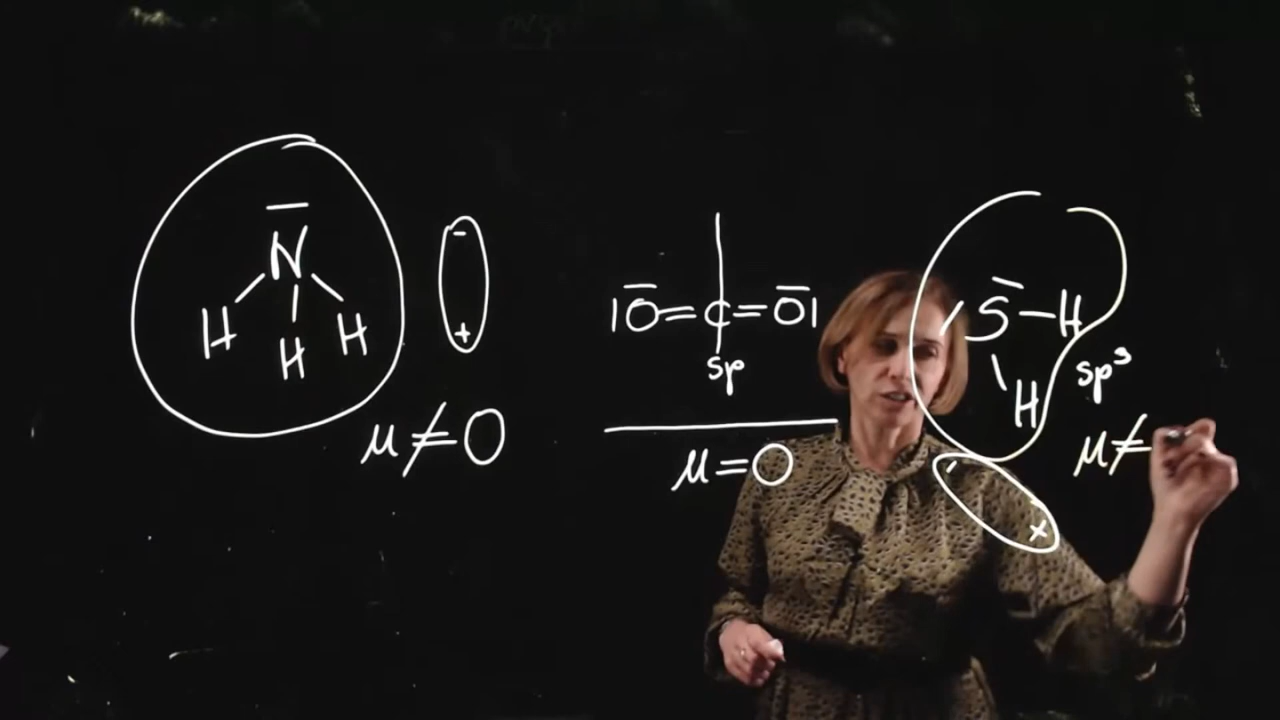 N
H H H
μ≠0
- +
|O=C=O|
sp
μ=0
S-H
H
sp³
μ≠
- +